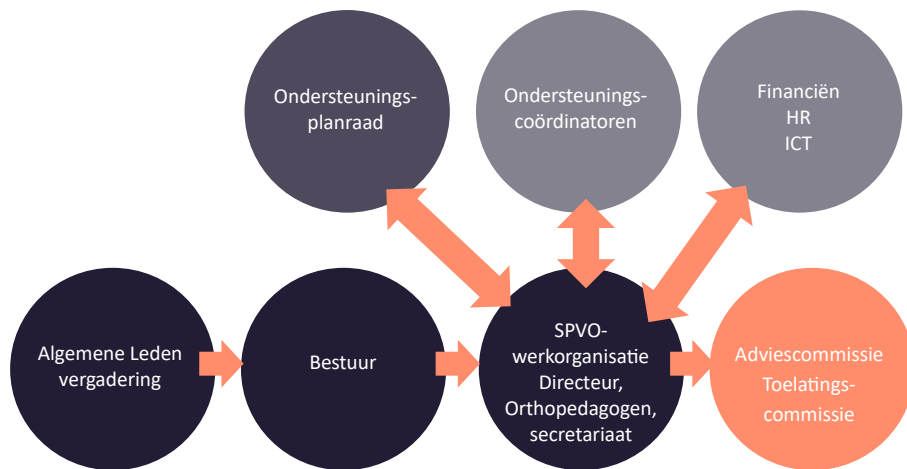 Ondersteunings-
planraad
Ondersteunings-
coördinatoren
Financiën
HR
ICT
Algemene Leden
vergadering
Bestuur
SPVO-
werkorganisatie
Directeur,
Orthopedagogen,
secretariaat
Adviescommissie
Toelatings-
commissie